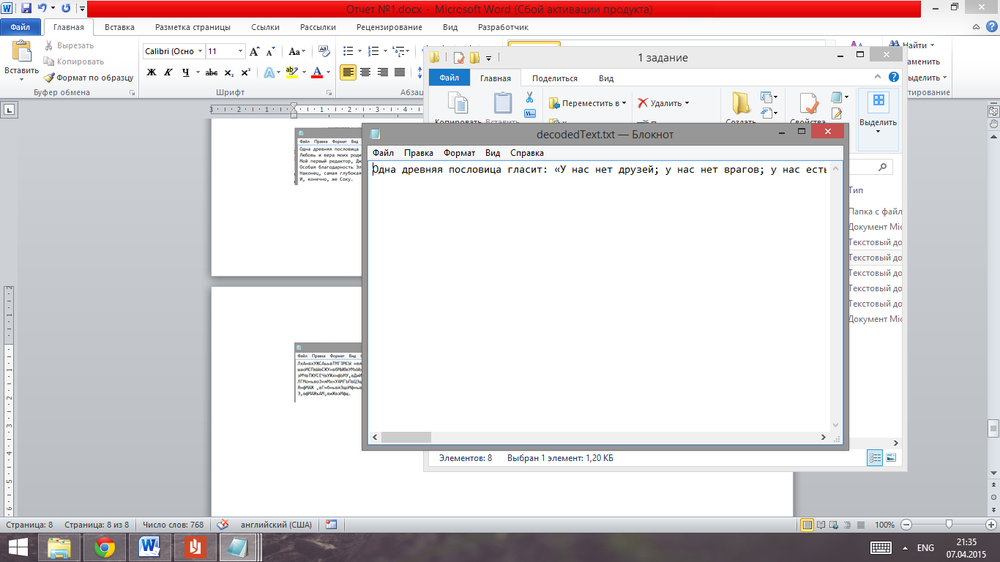 Отчет №1.docx - Microsoft Word (Сбой активации продукта)
Файл Главная Вставка Разметка страницы Ссылки Рассылки Рецензирование Вид Разработчик
Вставить
Вырезать
Копировать
Формат по образцу
Буфер обмена
Calibri (Осно 11
Ж К Ч abc x₂ x²
Шрифт
Абзац
Найти
аменить
ыделить
тирование
1 задание
Файл Главная Поделиться Вид
Копировать Вставить
Переместить в
Удалить
Создать
Свойства
Выделить
Тип
Папка с файл
Документ Mic
Текстовый до
Текстовый до
Текстовый до
Текстовый до
Текстовый до
Документ Mic
Элементов: 8 Выбран 1 элемент: 1,20 КБ
decodedText.txt — Блокнот
Файл Правка Формат Вид Справка
Одна древняя пословица гласит: «У нас нет друзей; у нас нет врагов; у нас есть
Файл Правка Формат Вид
Одна древняя пословица
Любовь и вера моих роди
Мой первый редактор, Дж
Особая благодарность Эл
Наконец, самая глубокая
И, конечно, же Соку.
Файл Правка Формат Вид
Страница: 8 Страница: 8 из 8 Число слов: 768 английский (США) 100%
ENG
21:35
07.04.2015